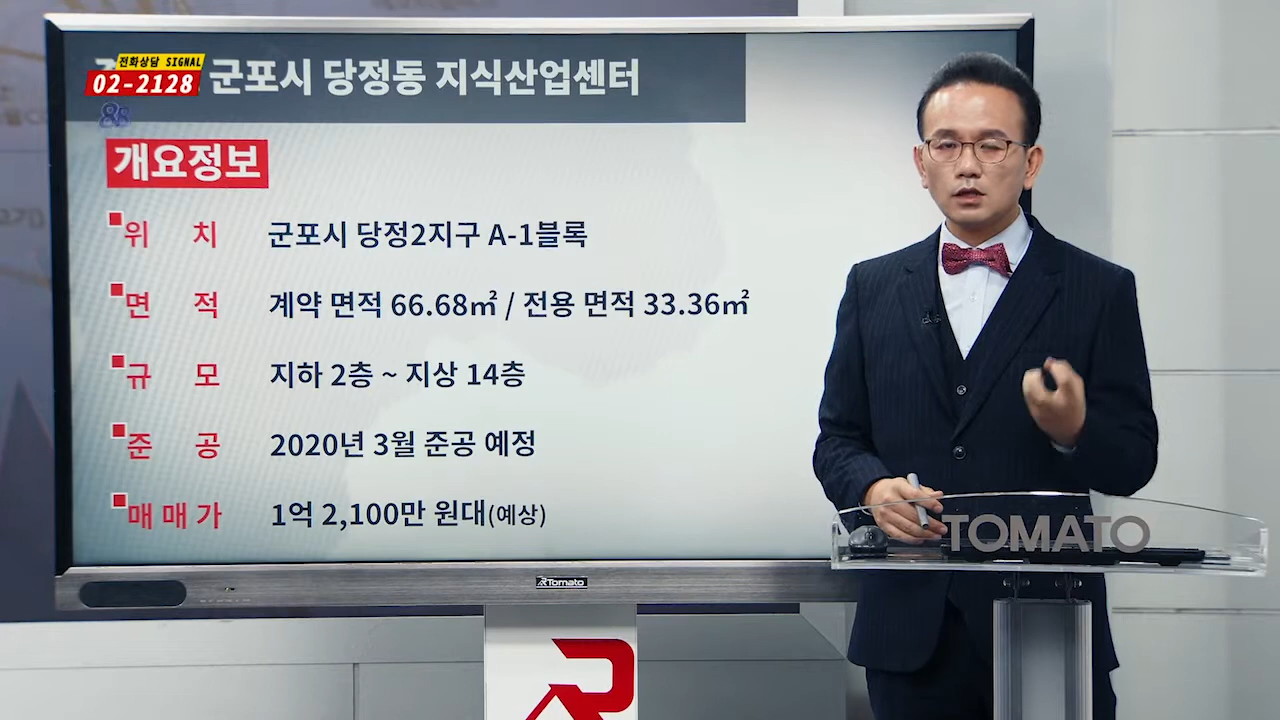 전화상담 SIGNAL
02-2128
군포시 당정동 지식산업센터
개요정보
위 치 군포시 당정2지구 A-1블록
면 적 계약 면적 66.68㎡ / 전용 면적 33.36㎡
규 모 지하 2층 ~ 지상 14층
준 공 2020년 3월 준공 예정
매 매 가 1억 2,100만 원대(예상)
RTomato
TOMATO